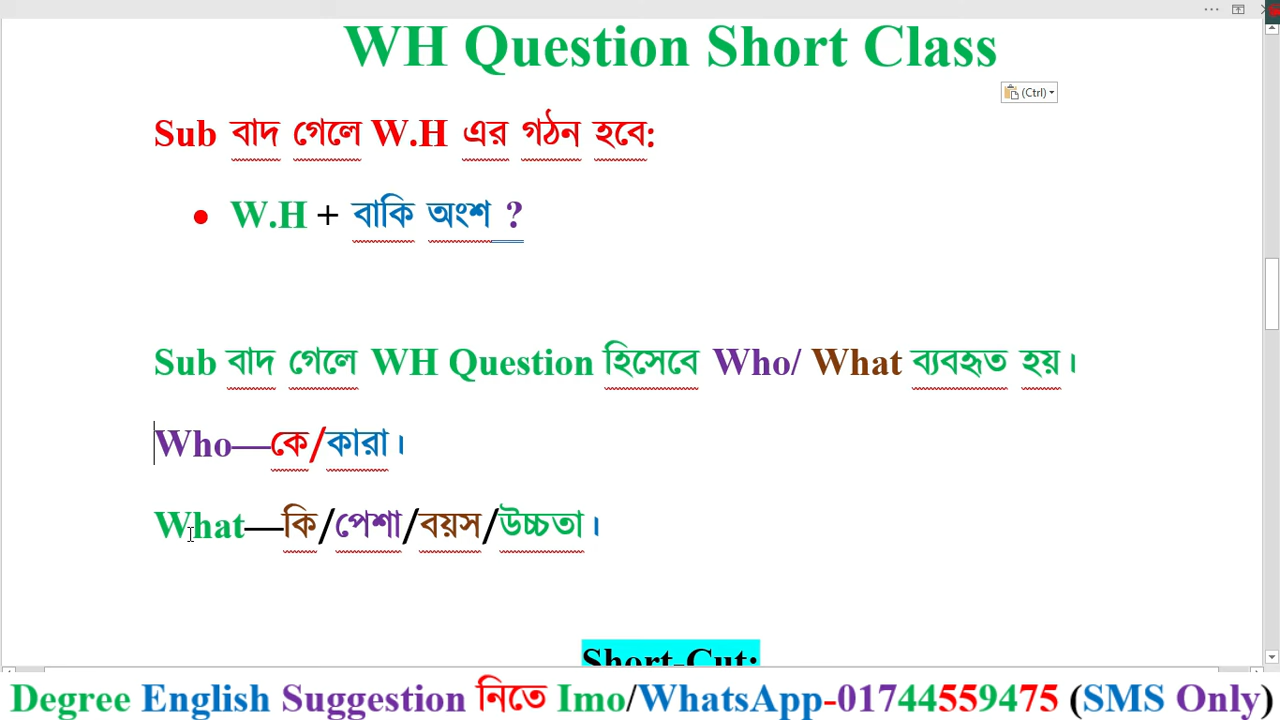 WH Question Short Class
(Ctrl)
Sub বাদ গেলে W.H এর গঠন হবে:
• W.H + বাকি অংশ ?
Sub বাদ গেলে WH Question হিসেবে Who/ What ব্যবহৃত হয়।
Who—কে/কারা।
What—কি/পেশা/বয়স/উচ্চতা।
Short-Cut:
Degree English Suggestion নিতে Imo/WhatsApp-01744559475 (SMS Only)